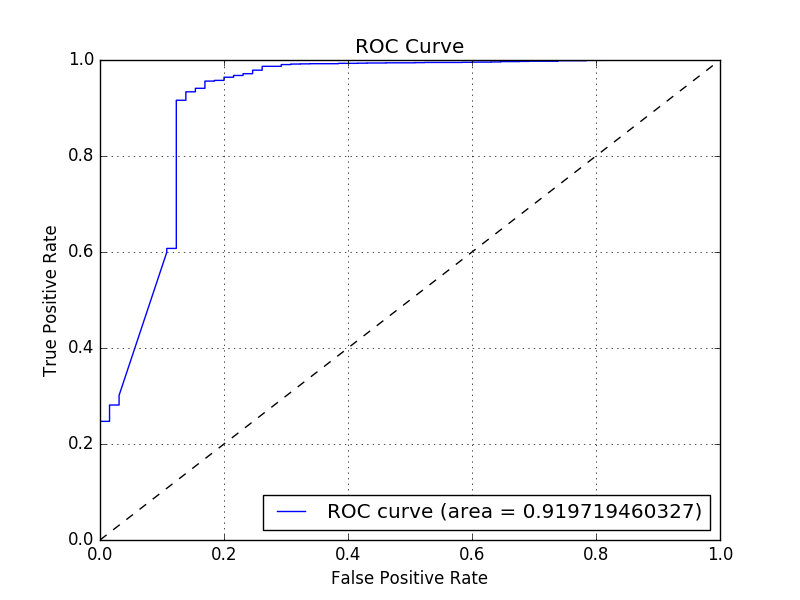 ROC Curve
1.0
0.8
0.6
0.4
0.2
0.0
True Positive Rate
ROC curve (area = 0.919719460327)
0.0 0.2 0.4 0.6 0.8 1.0
False Positive Rate